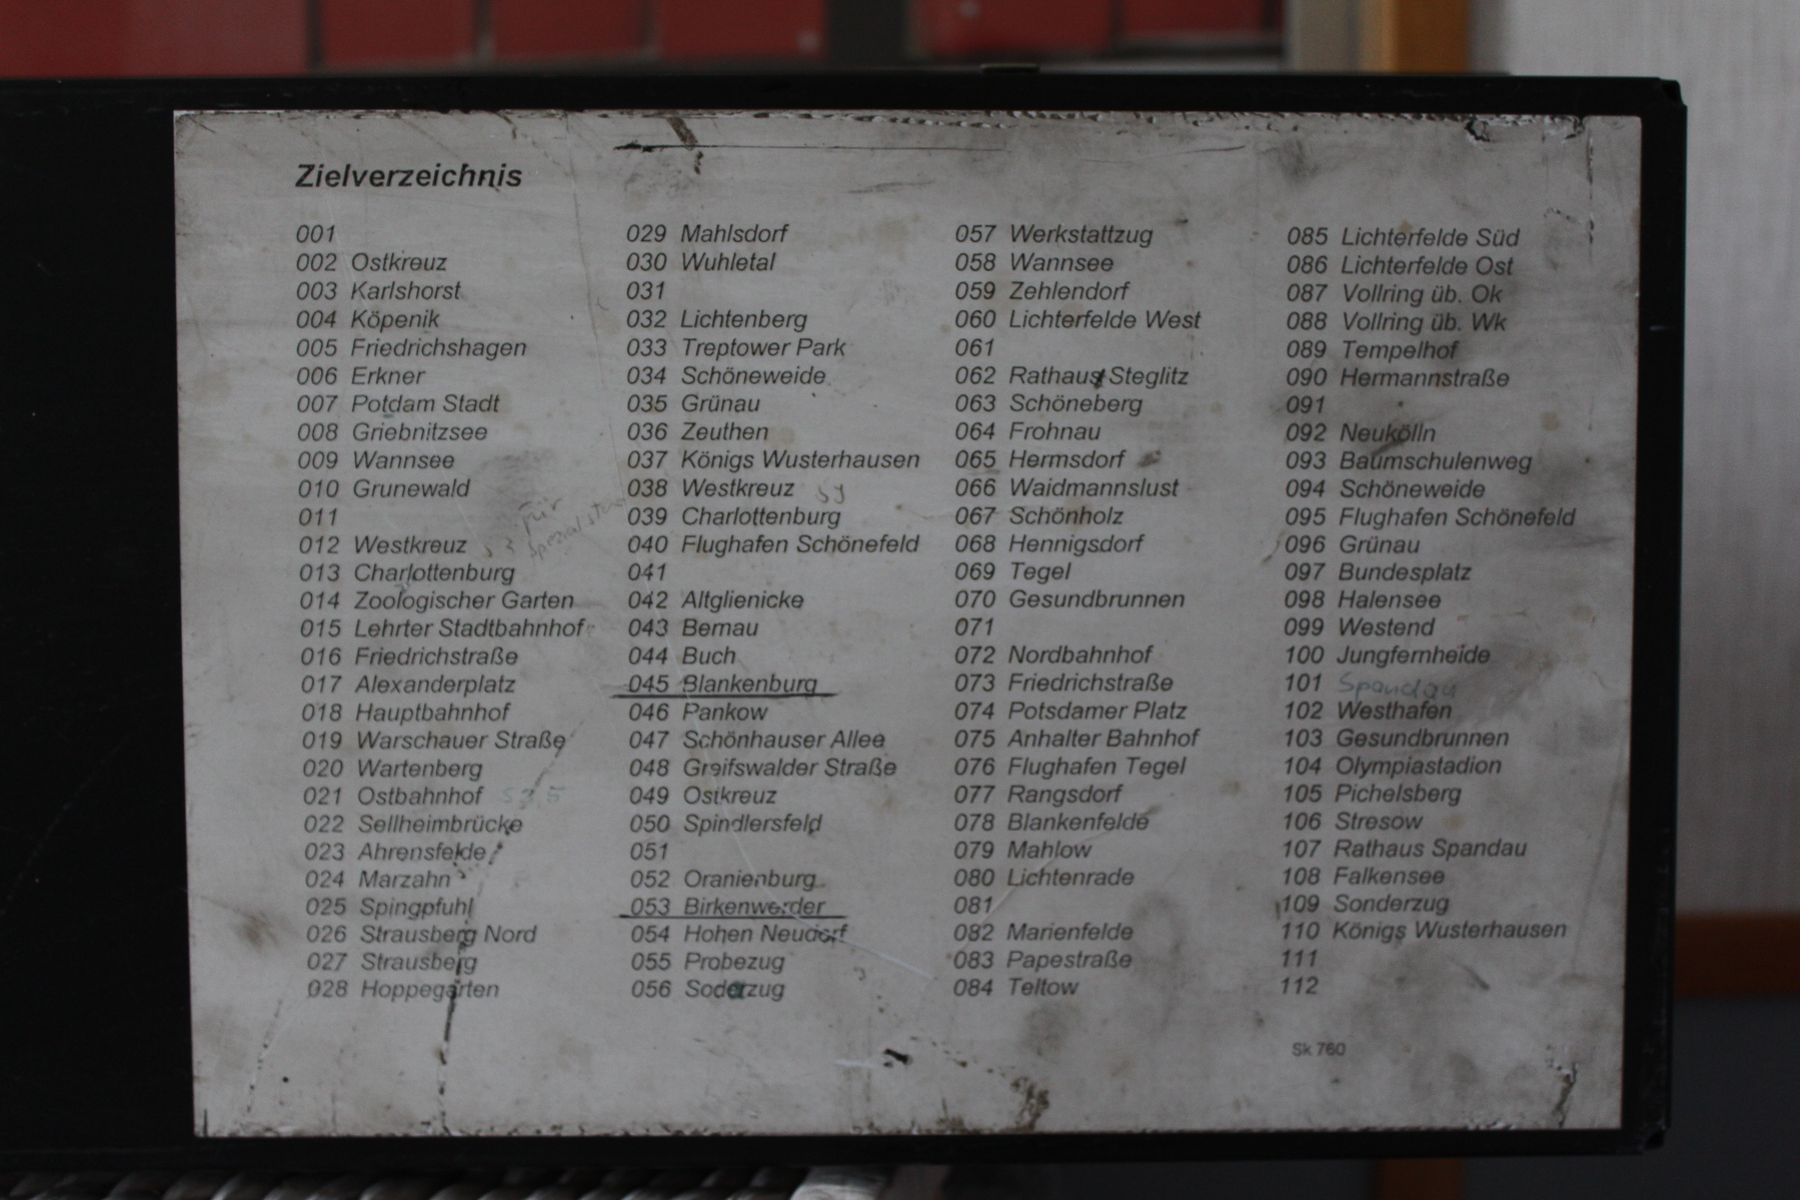 Zielverzeichnis
001
002 Ostkreuz
003 Karlshorst
004 Köpenik
005 Friedrichshagen
006 Erkner
007 Potdam Stadt
008 Griebnitzsee
009 Wannsee
010 Grunewald
011
012 Westkreuz S3 für
Spezial
013 Charlottenburg
014 Zoologischer Garten
015 Lehrter Stadtbahnhof
016 Friedrichstraße
017 Alexanderplatz
018 Hauptbahnhof
019 Warschauer Straße
020 Wartenberg
021 Ostbahnhof S3,5
022 Sellheimbrücke
023 Ahrensfelde
024 Marzahn
025 Spingpfuhl
026 Strausberg Nord
027 Strausberg
028 Hoppegarten
029 Mahlsdorf
030 Wuhletal
031
032 Lichtenberg
033 Treptower Park
034 Schöneweide
035 Grünau
036 Zeuthen
037 Königs Wusterhausen
038 Westkreuz S9
039 Charlottenburg
040 Flughafen Schönefeld
041
042 Altglienicke
043 Bernau
044 Buch
045 Blankenburg
046 Pankow
047 Schönhauser Allee
048 Greifswalder Straße
049 Ostkreuz
050 Spindlersfeld
051
052 Oranienburg
053 Birkenwerder
054 Hohen Neudorf
055 Probezug
056 Soderzug
057 Werkstattzug
058 Wannsee
059 Zehlendorf
060 Lichterfelde West
061
062 Rathaus Steglitz
063 Schöneberg
064 Frohnau
065 Hermsdorf
066 Waidmannslust
067 Schönholz
068 Hennigsdorf
069 Tegel
070 Gesundbrunnen
071
072 Nordbahnhof
073 Friedrichstraße
074 Potsdamer Platz
075 Anhalter Bahnhof
076 Flughafen Tegel
077 Rangsdorf
078 Blankenfelde
079 Mahlow
080 Lichtenrade
081
082 Marienfelde
083 Papestraße
084 Teltow
085 Lichterfelde Süd
086 Lichterfelde Ost
087 Vollring üb. Ok
088 Vollring üb. Wk
089 Tempelhof
090 Hermannstraße
091
092 Neukölln
093 Baumschulenweg
094 Schöneweide
095 Flughafen Schönefeld
096 Grünau
097 Bundesplatz
098 Halensee
099 Westend
100 Jungfernheide
101 Spandau
102 Westhafen
103 Gesundbrunnen
104 Olympiastadion
105 Pichelsberg
106 Stresow
107 Rathaus Spandau
108 Falkensee
109 Sonderzug
110 Königs Wusterhausen
111
112
Sk 760